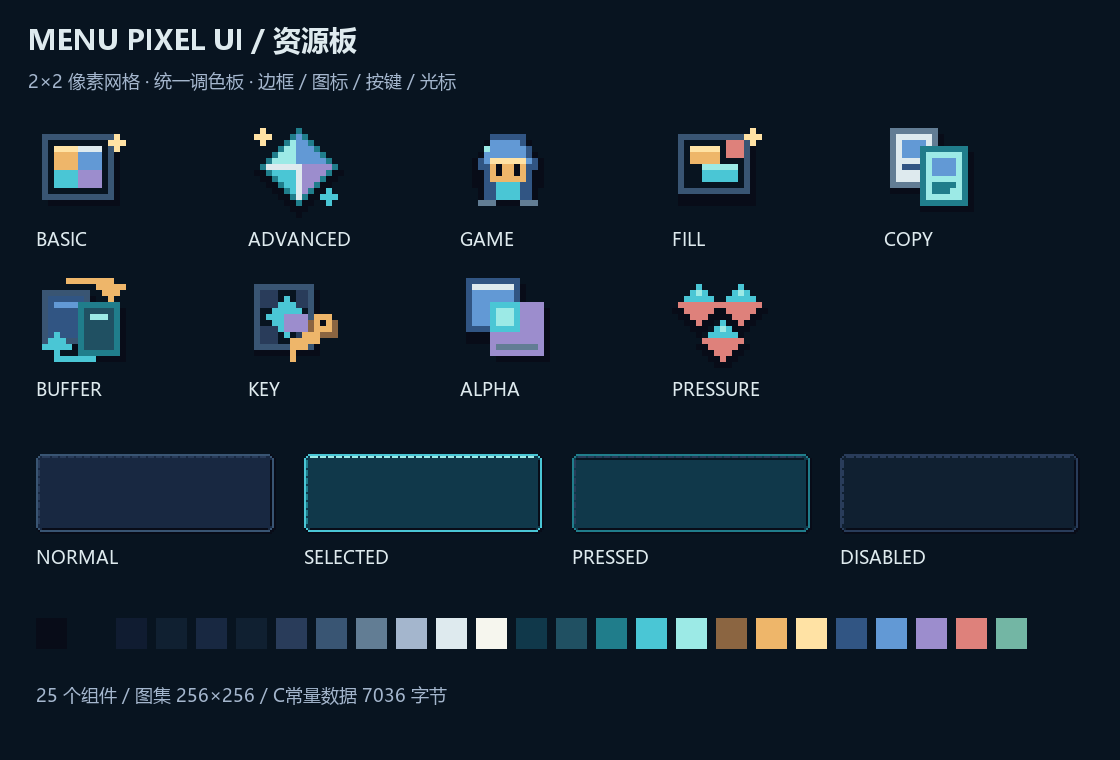 MENU PIXEL UI / 资源板
2×2 像素网格 · 统一调色板 · 边框 / 图标 / 按键 / 光标
BASIC
ADVANCED
GAME
FILL
COPY
BUFFER
KEY
ALPHA
PRESSURE
NORMAL
SELECTED
PRESSED
DISABLED
25 个组件 / 图集 256×256 / C常量数据 7036 字节